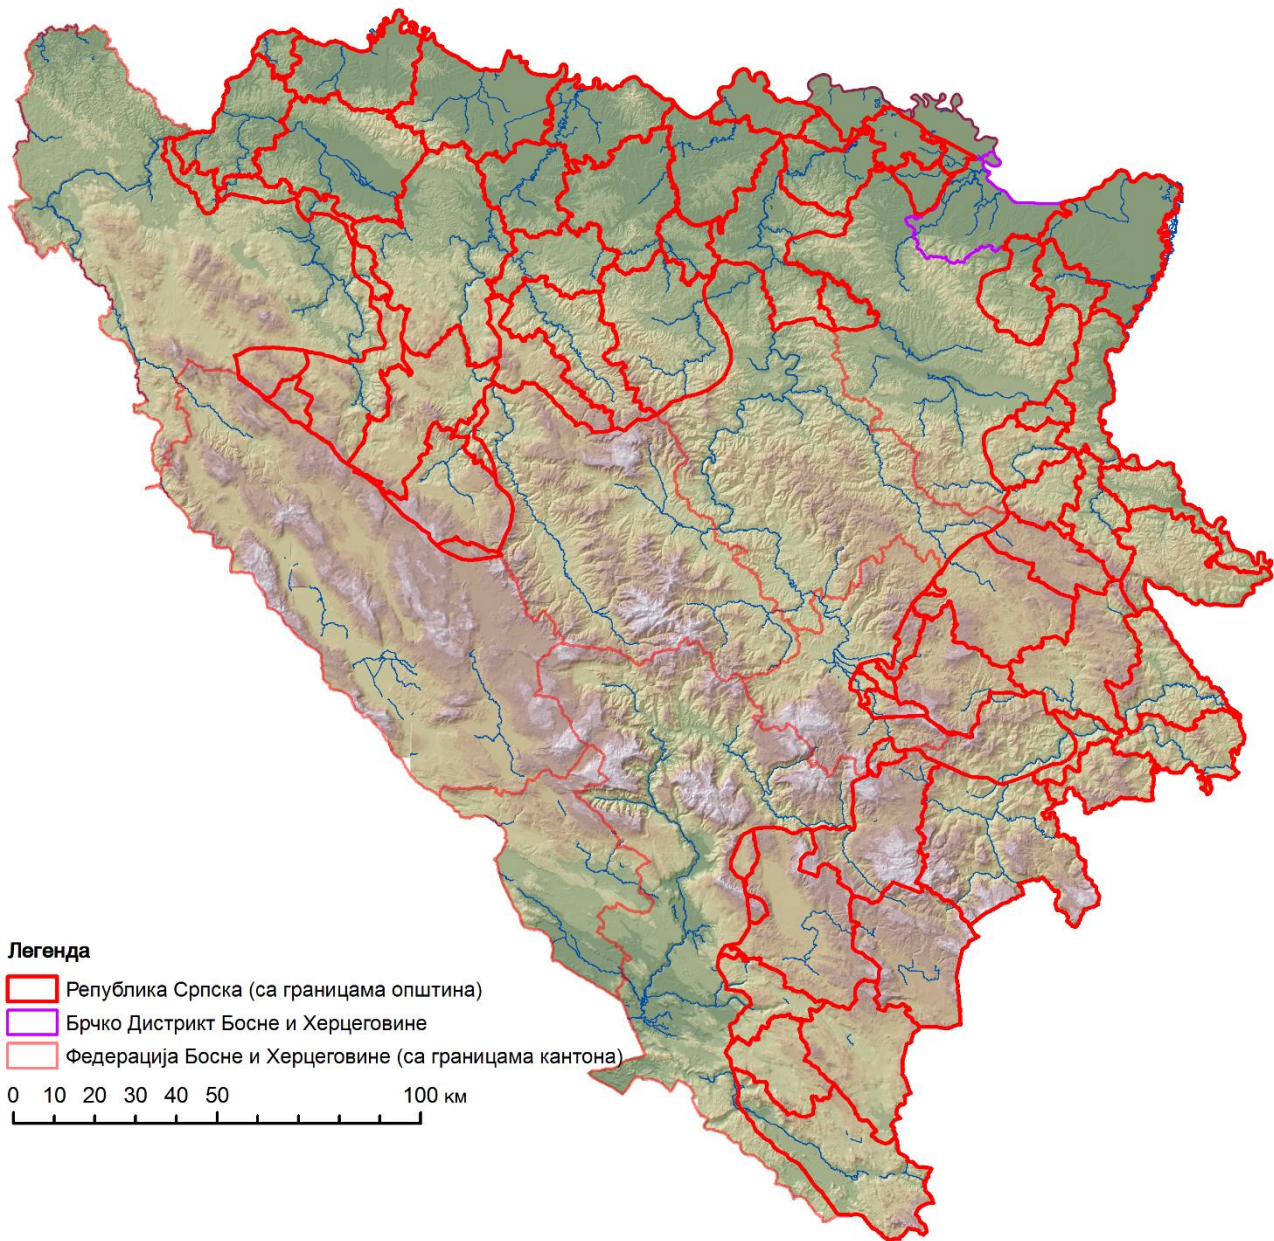 Легенда
Република Српска (са границама општина)
Брчко Дистрикт Босне и Херцеговине
Федерација Босне и Херцеговине (са границама кантона)
0 10 20 30 40 50 100 км